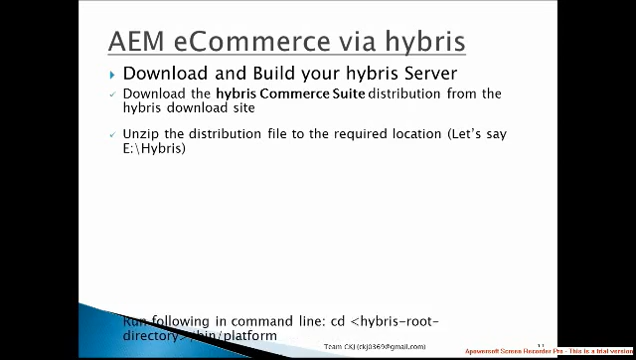 AEM eCommerce via hybris
Download and Build your hybris Server
Download the hybris Commerce Suite distribution from the
hybris download site
Unzip the distribution file to the required location (Let's say
E:\Hybris)
Run following in command line: cd <hybris-root-
directory>/bin/platform
Team CKJ (ckj0369@gmail.com)
Apowersoft Screen Recorder Pro - This is a trial version